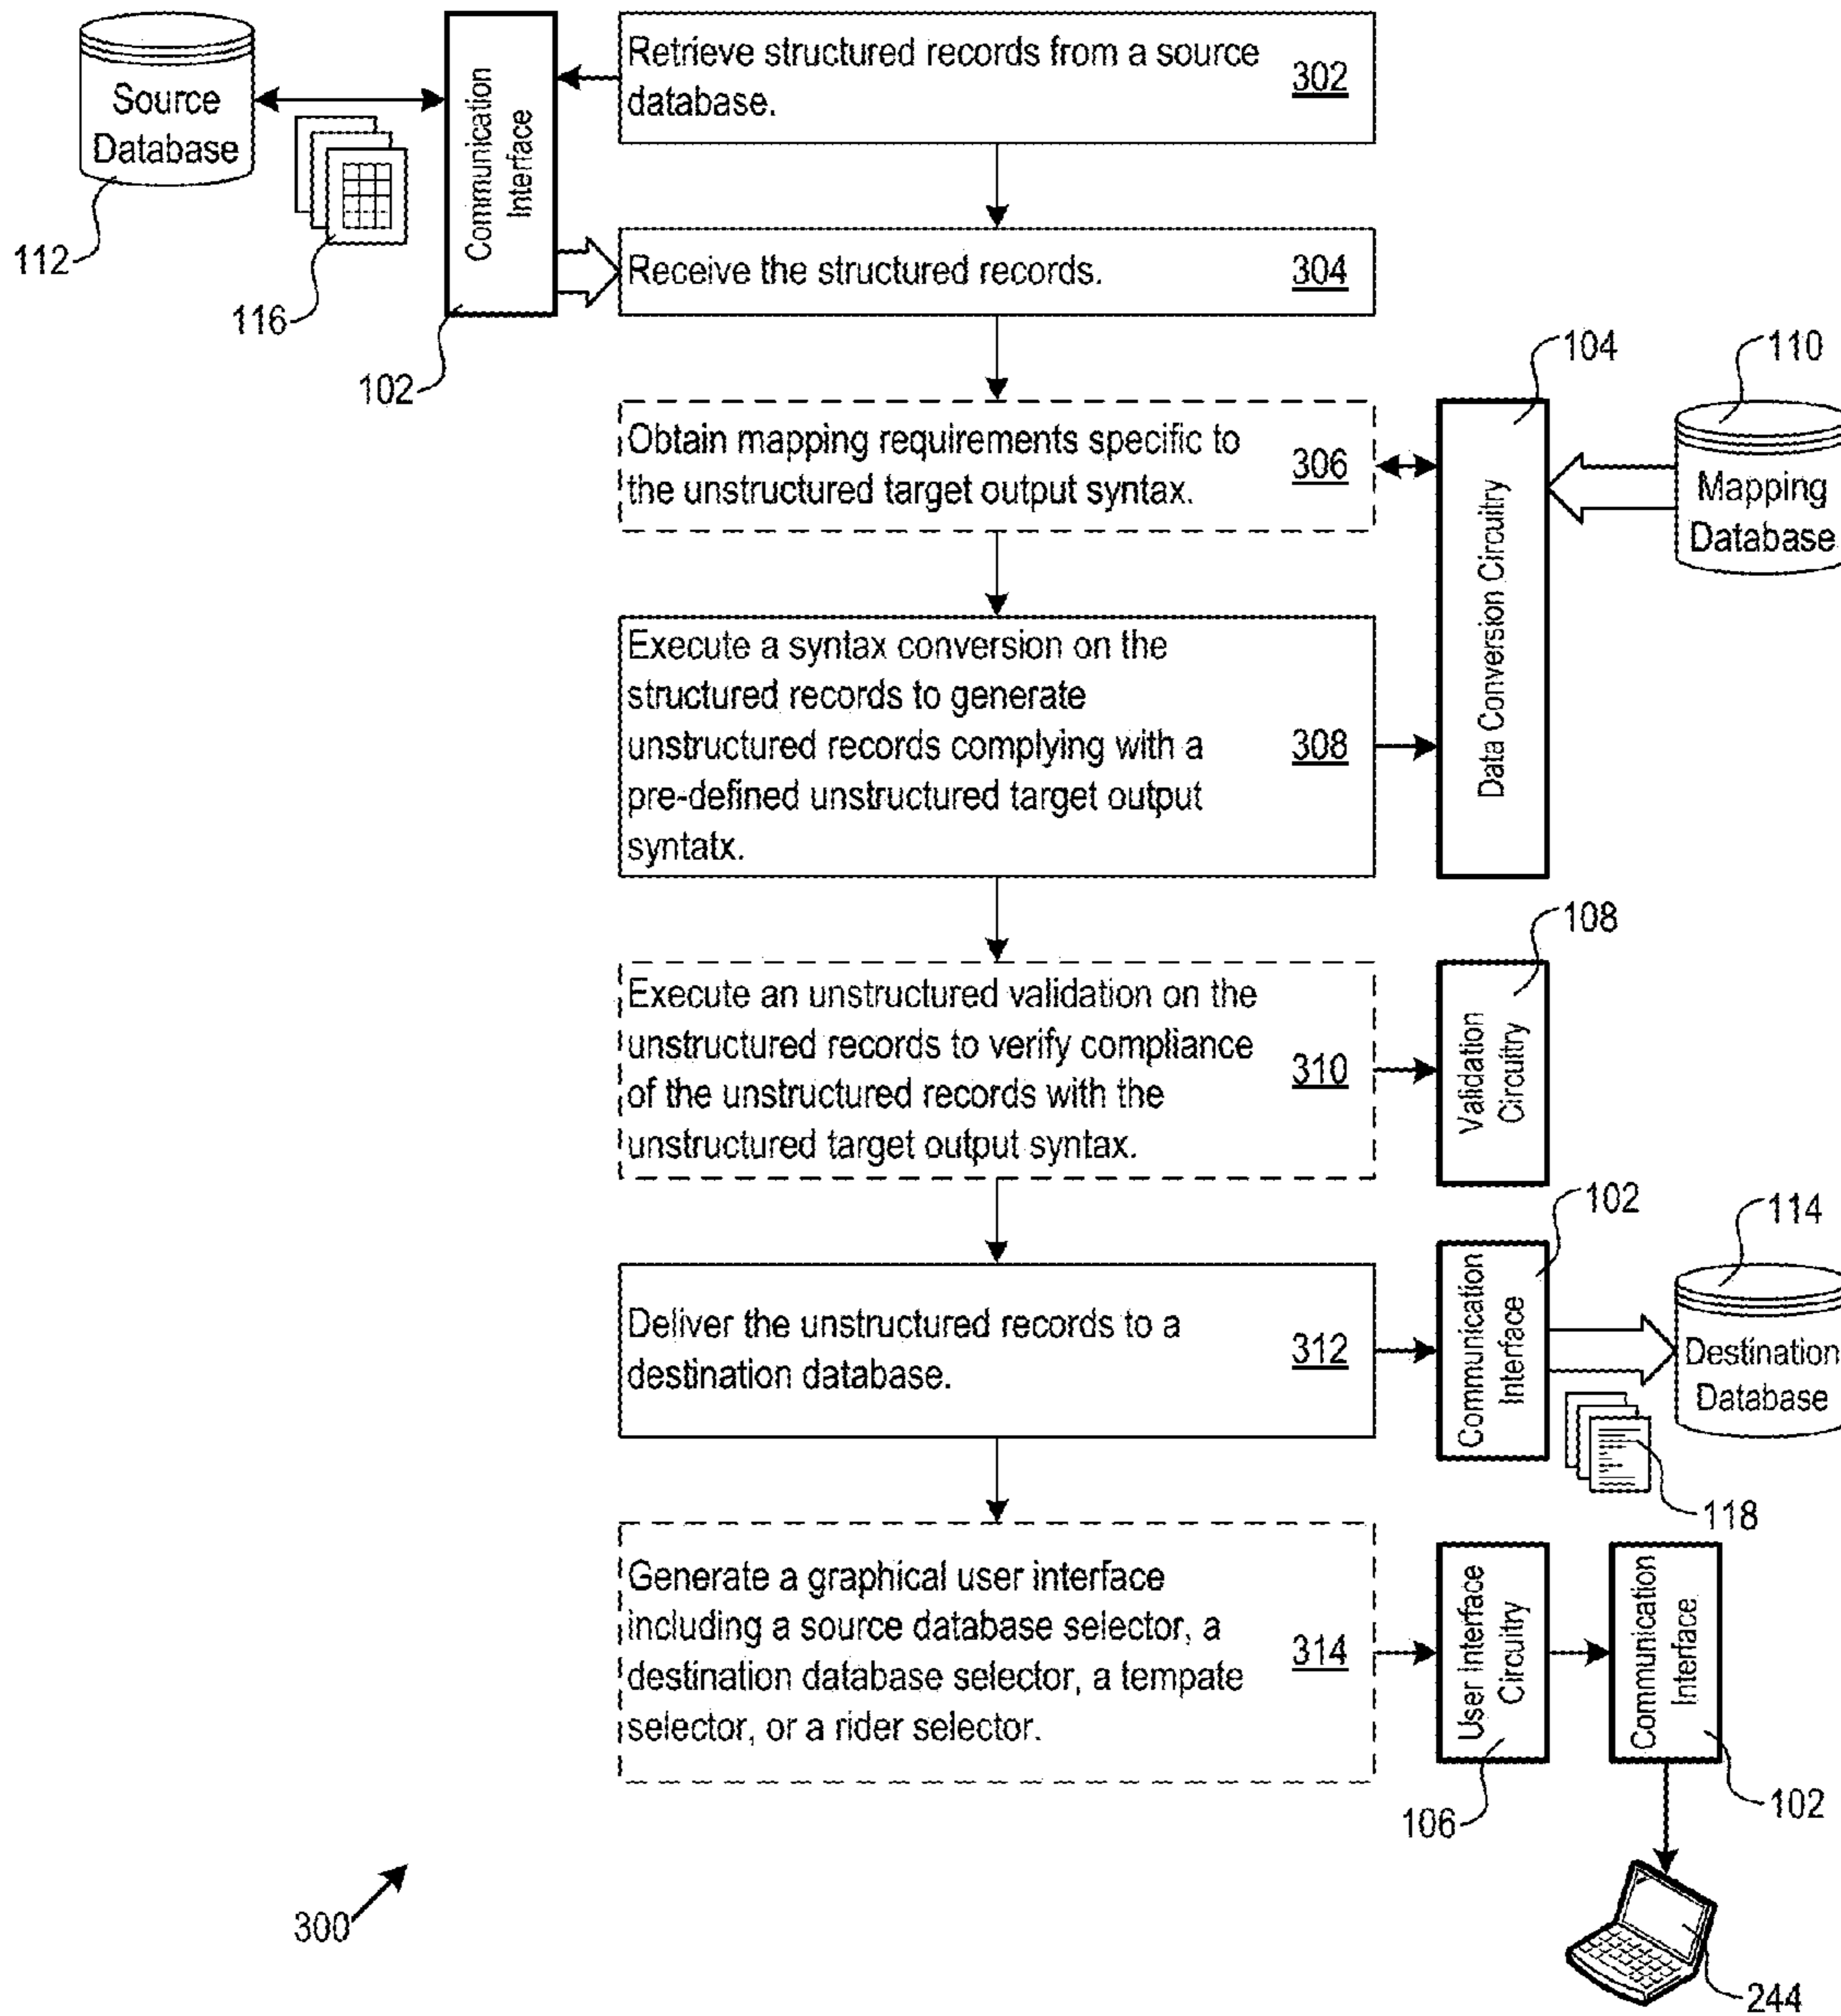 Source
Database
112
116
Communication
Interface
102
Retrieve structured records from a source
database.
302
Receive the structured records.
304
Obtain mapping requirements specific to
the unstructured target output syntax.
306
104
110
Data Conversion Circuitry
Mapping
Database
Execute a syntax conversion on the
structured records to generate
unstructured records complying with a
pre-defined unstructured target output
syntatx.
308
Execute an unstructured validation on the
unstructured records to verify compliance
of the unstructured records with the
unstructured target output syntax.
310
108
Validation
Circuitry
Deliver the unstructured records to a
destination database.
312
102
Communication
Interface
114
Destination
Database
118
Generate a graphical user interface
including a source database selector, a
destination database selector, a tempate
selector, or a rider selector.
314
User Interface
Circuitry
106
Communication
Interface
102
300
244